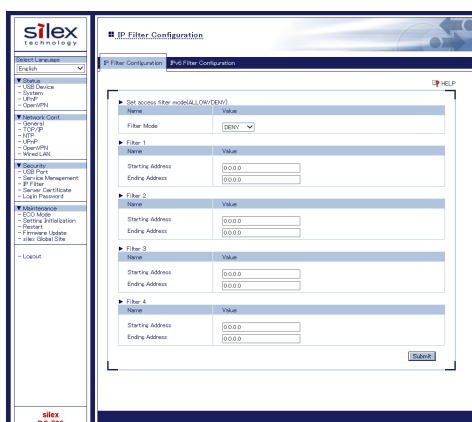 silex
technology
Select Language
English
▼ Status
- USB Device
- System
- UPnP
- OpenVPN
▼ Network Conf.
- General
- TCP/IP
- NTP
- UPnP
- OpenVPN
- Wired LAN
▼ Security
- USB Port
- Service Management
- IP Filter
- Server Certificate
- Login Password
▼ Maintenance
- ECO Mode
- Setting Initialization
- Restart
- Firmware Update
- silex Global Site
- Logout
silex
IP Filter Configuration
IP Filter Configuration IPv6 Filter Configuration
HELP
▶ Set access filter mode(ALLOW/DENY).
Name Value
Filter Mode DENY
▶ Filter 1
Name Value
Starting Address 0.0.0.0
Ending Address 0.0.0.0
▶ Filter 2
Name Value
Starting Address 0.0.0.0
Ending Address 0.0.0.0
▶ Filter 3
Name Value
Starting Address 0.0.0.0
Ending Address 0.0.0.0
▶ Filter 4
Name Value
Starting Address 0.0.0.0
Ending Address 0.0.0.0
Submit